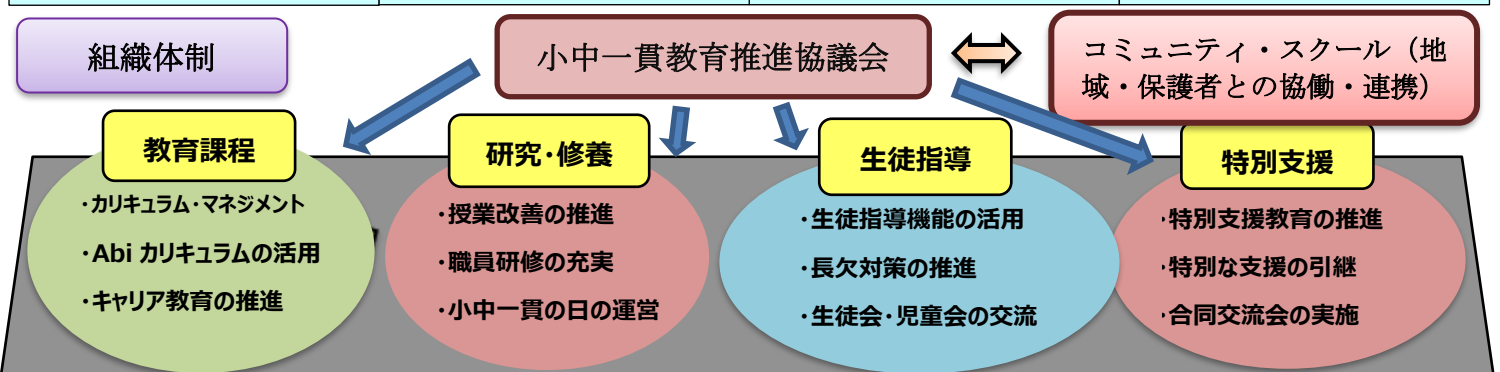 組織体制
小中一貫教育推進協議会
コミュニティ・スクール（地
域・保護者との協働・連携）
教育課程
・カリキュラム・マネジメント
・Abi カリキュラムの活用
・キャリア教育の推進
研究・修養
・授業改善の推進
・職員研修の充実
・小中一貫の日の運営
生徒指導
・生徒指導機能の活用
・長欠対策の推進
・生徒会・児童会の交流
特別支援
・特別支援教育の推進
・特別な支援の引継
・合同交流会の実施